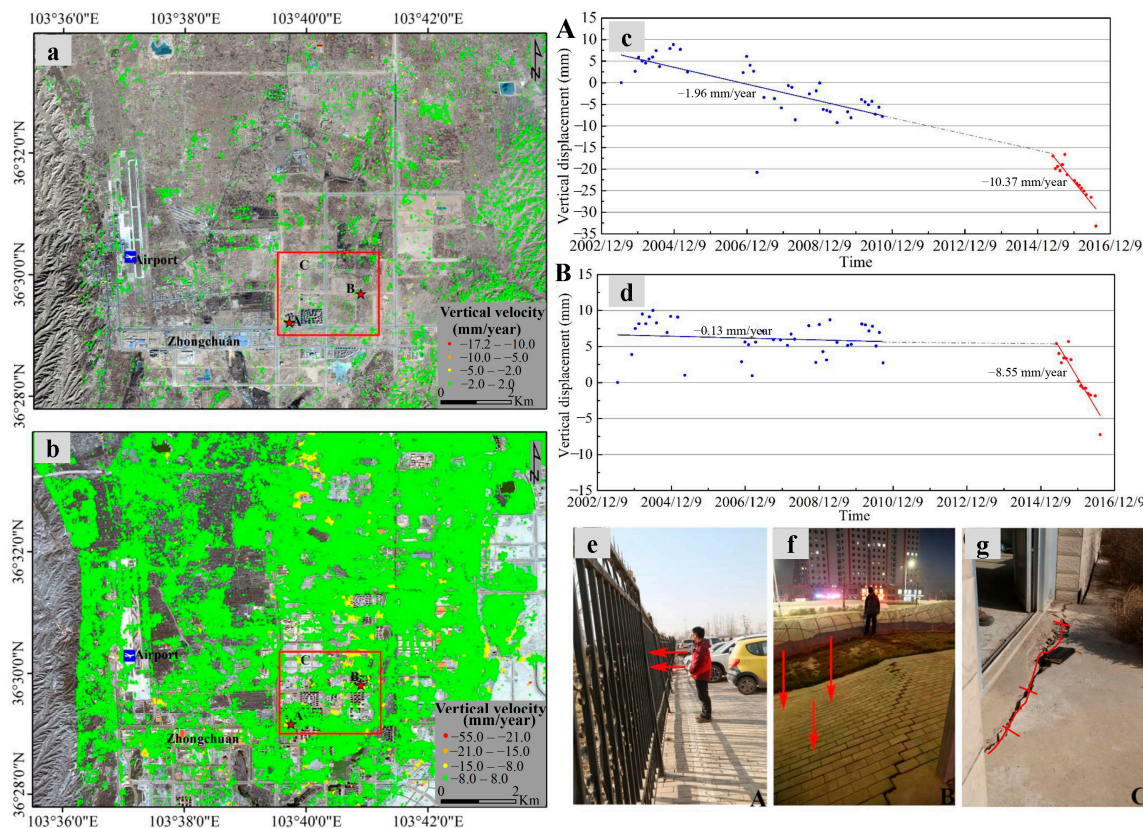 103°36'0"E 103°38'0"E 103°40'0"E 103°42'0"E
a
N
36°32'0"N
36°30'0"N
36°28'0"N
Airport
C
B
A
Zhongchuan
Vertical velocity
(mm/year)
−17.2 – −10.0
−10.0 – −5.0
−5.0 – −2.0
−2.0 – 2.0
0 2
Km
b
N
36°32'0"N
36°30'0"N
36°28'0"N
Airport
C
B
A
Zhongchuan
Vertical velocity
(mm/year)
−55.0 – −21.0
−21.0 – −15.0
−15.0 – −8.0
−8.0 – 8.0
0 2
Km
103°36'0"E 103°38'0"E 103°40'0"E 103°42'0"E
A
c
Vertical displacement (mm)
15
10
5
0
−5
−10
−15
−20
−25
−30
−35
−1.96 mm/year
−10.37 mm/year
2002/12/9 2004/12/9 2006/12/9 2008/12/9 2010/12/9 2012/12/9 2014/12/9 2016/12/9
Time
B
d
Vertical displacement (mm)
15
10
5
0
−5
−10
−15
−20
−0.13 mm/year
−8.55 mm/year
2002/12/9 2004/12/9 2006/12/9 2008/12/9 2010/12/9 2012/12/9 2014/12/9 2016/12/9
Time
e
A
f
B
g
C